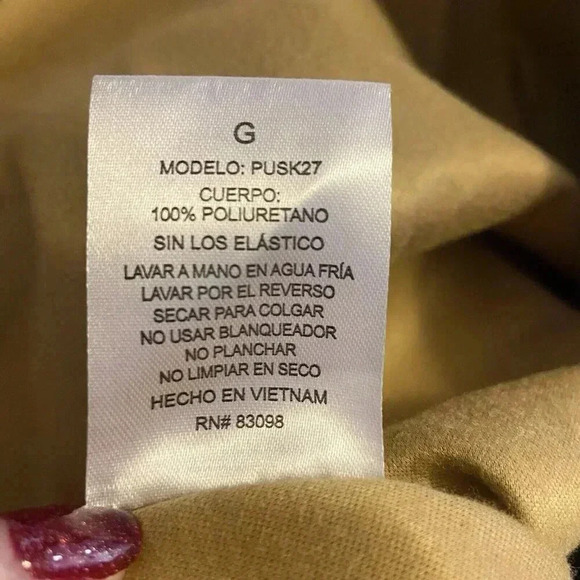 G
MODELO: PUSK27
CUERPO:
100% POLIURETANO
SIN LOS ELÁSTICO
LAVAR A MANO EN AGUA FRÍA
LAVAR POR EL REVERSO
SECAR PARA COLGAR
NO USAR BLANQUEADOR
NO PLANCHAR
NO LIMPIAR EN SECO
HECHO EN VIETNAM
RN# 83098